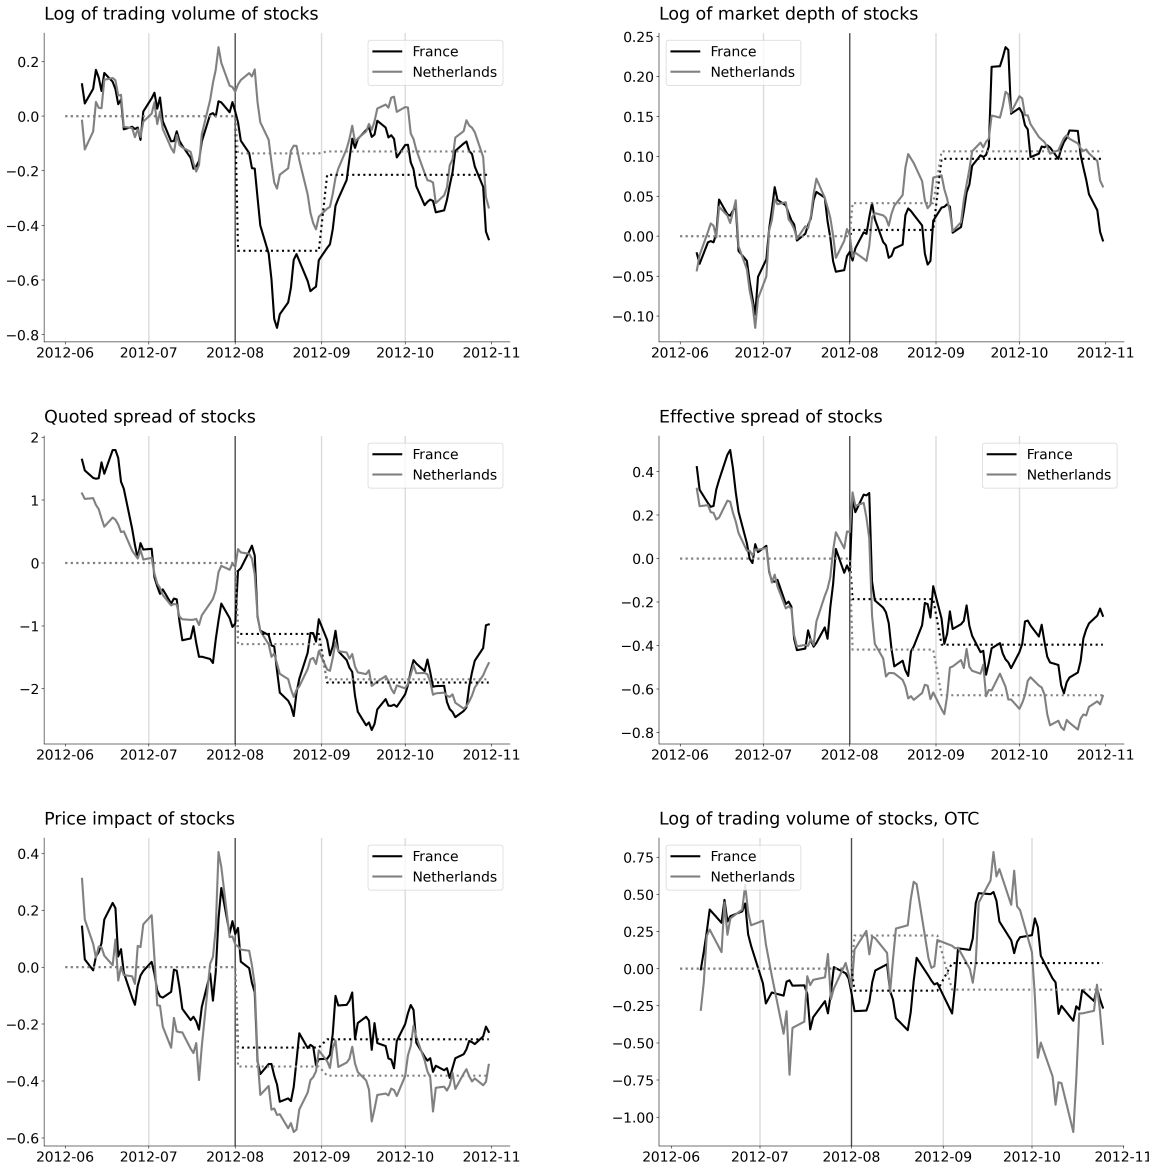 Log of trading volume of stocks
France
Netherlands
0.2
0.0
−0.2
−0.4
−0.6
−0.8
2012-06 2012-07 2012-08 2012-09 2012-10 2012-11
Log of market depth of stocks
France
Netherlands
0.25
0.20
0.15
0.10
0.05
0.00
−0.05
−0.10
2012-06 2012-07 2012-08 2012-09 2012-10 2012-11
Quoted spread of stocks
France
Netherlands
2
1
0
−1
−2
2012-06 2012-07 2012-08 2012-09 2012-10 2012-11
Effective spread of stocks
France
Netherlands
0.4
0.2
0.0
−0.2
−0.4
−0.6
−0.8
2012-06 2012-07 2012-08 2012-09 2012-10 2012-11
Price impact of stocks
France
Netherlands
0.4
0.2
0.0
−0.2
−0.4
−0.6
2012-06 2012-07 2012-08 2012-09 2012-10 2012-11
Log of trading volume of stocks, OTC
France
Netherlands
0.75
0.50
0.25
0.00
−0.25
−0.50
−0.75
−1.00
2012-06 2012-07 2012-08 2012-09 2012-10 2012-11